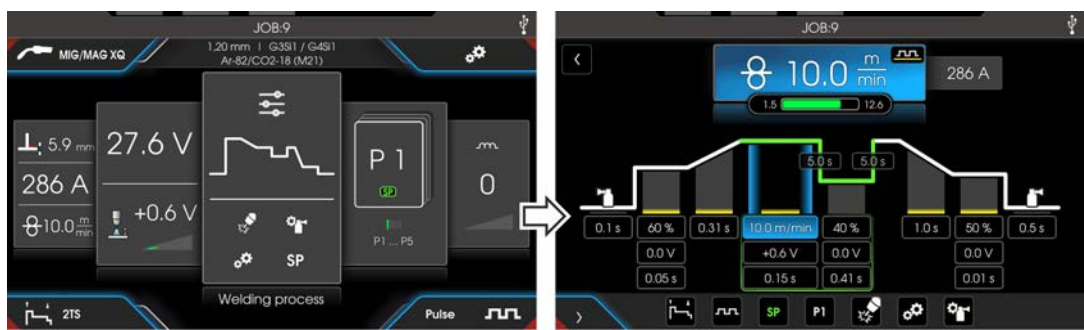 JOB:9
MIG/MAG XQ
1,20 mm I G3Si1 / G4Si1
Ar-82/CO2-18 (M21)
5.9 mm
286 A
10.0 m/min
27.6 V
+0.6 V
SP
Welding process
P 1
SP
P1 ... P5
0
2TS
Pulse
JOB:9
10.0 m/min
286 A
1.5 12.6
5.0 s 5.0 s
0.1 s 60 % 0.31 s 10.0 m/min 40 % 1.0 s 50 % 0.5 s
0.0 V +0.6 V 0.0 V 0.0 V
0.05 s 0.15 s 0.41 s 0.01 s
SP P1